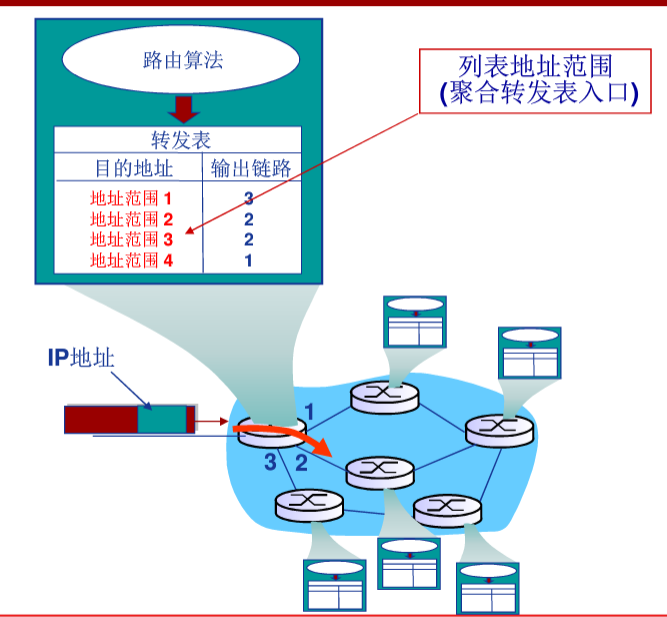 路由算法
列表地址范围
(聚合转发表入口)
转发表
目的地址 输出链路
地址范围 1 3
地址范围 2 2
地址范围 3 2
地址范围 4 1
IP地址
1
3 2